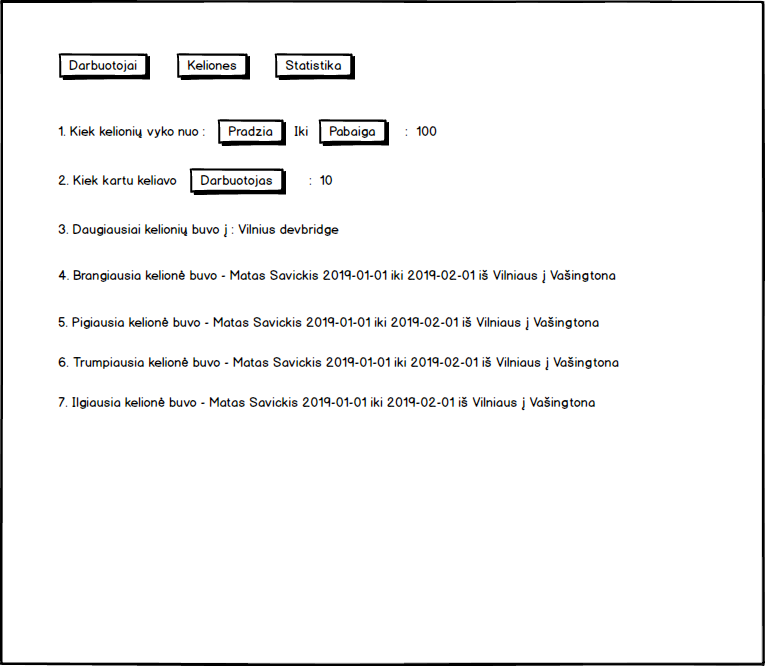 Darbuotojai Keliones Statistika
1. Kiek kelionių vyko nuo : Pradzia Iki Pabaiga : 100
2. Kiek kartu keliavo Darbuotojas : 10
3. Daugiausiai kelionių buvo į : Vilnius devbridge
4. Brangiausia kelionė buvo - Matas Savickis 2019-01-01 iki 2019-02-01 iš Vilniaus į Vašingtona
5. Pigiausia kelionė buvo - Matas Savickis 2019-01-01 iki 2019-02-01 iš Vilniaus į Vašingtona
6. Trumpiausia kelionė buvo - Matas Savickis 2019-01-01 iki 2019-02-01 iš Vilniaus į Vašingtona
7. Ilgiausia kelionė buvo - Matas Savickis 2019-01-01 iki 2019-02-01 iš Vilniaus į Vašingtona